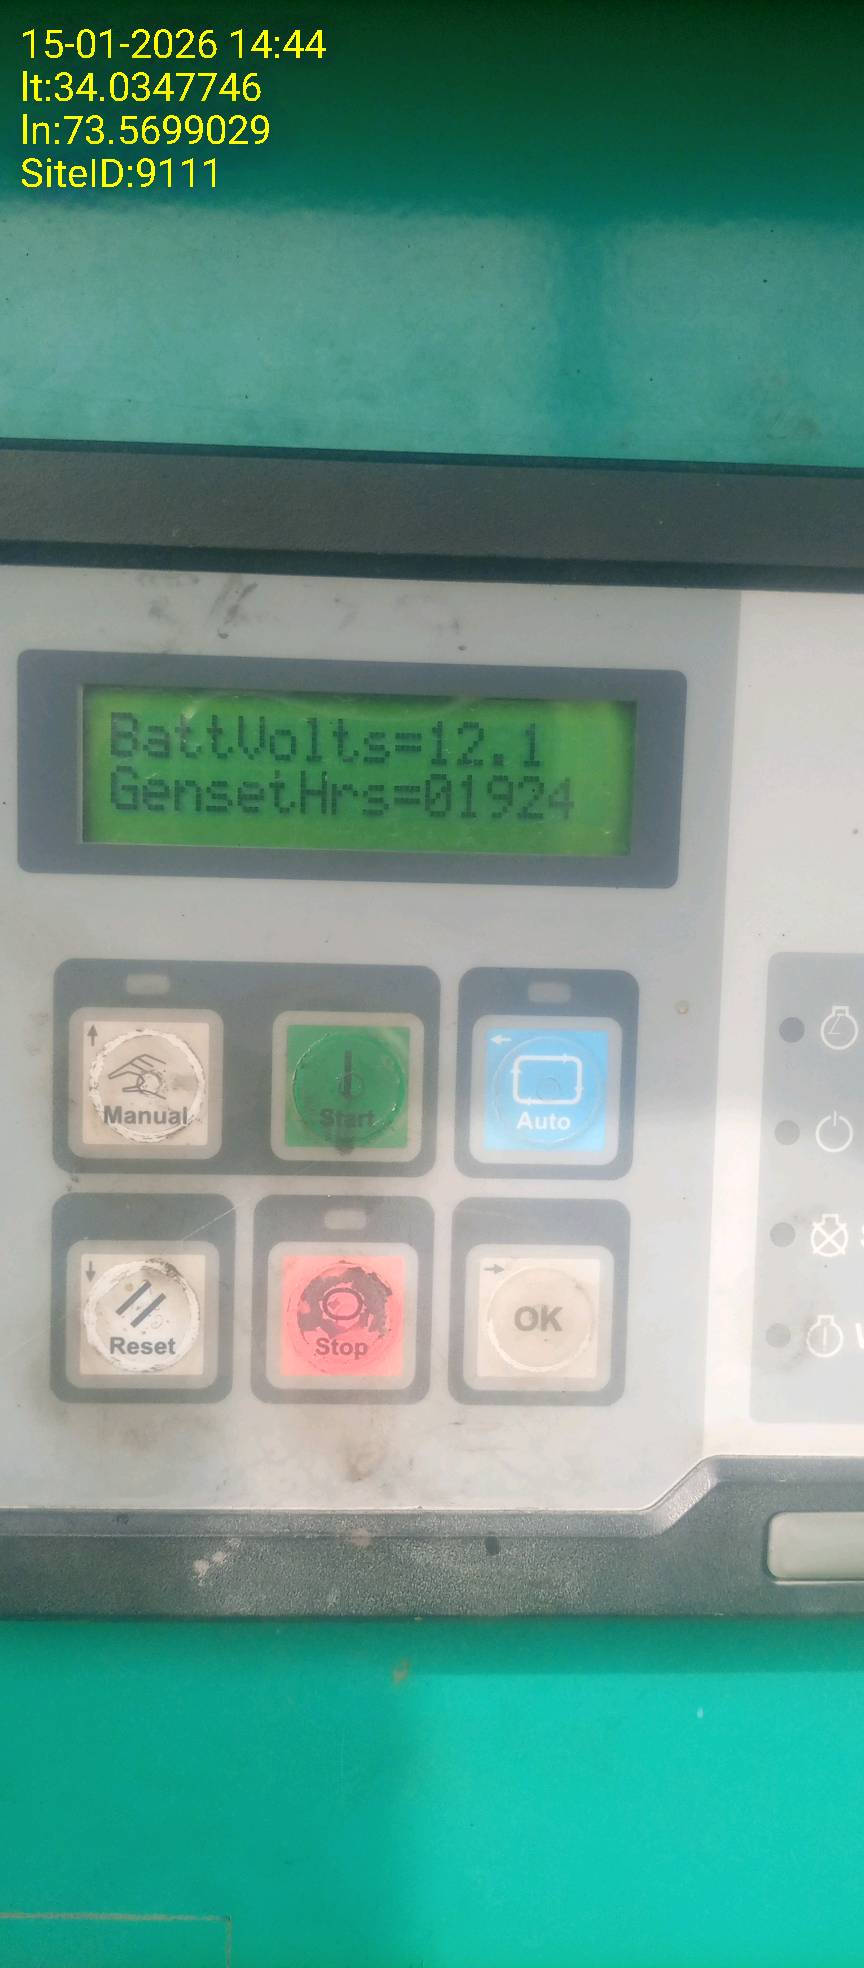 15-01-2026 14:44
lt:34.0347746
ln:73.5699029
SiteID:9111
BattVolts=12.1
GensetHrs=01924
Manual
Start
Auto
Reset
Stop
OK